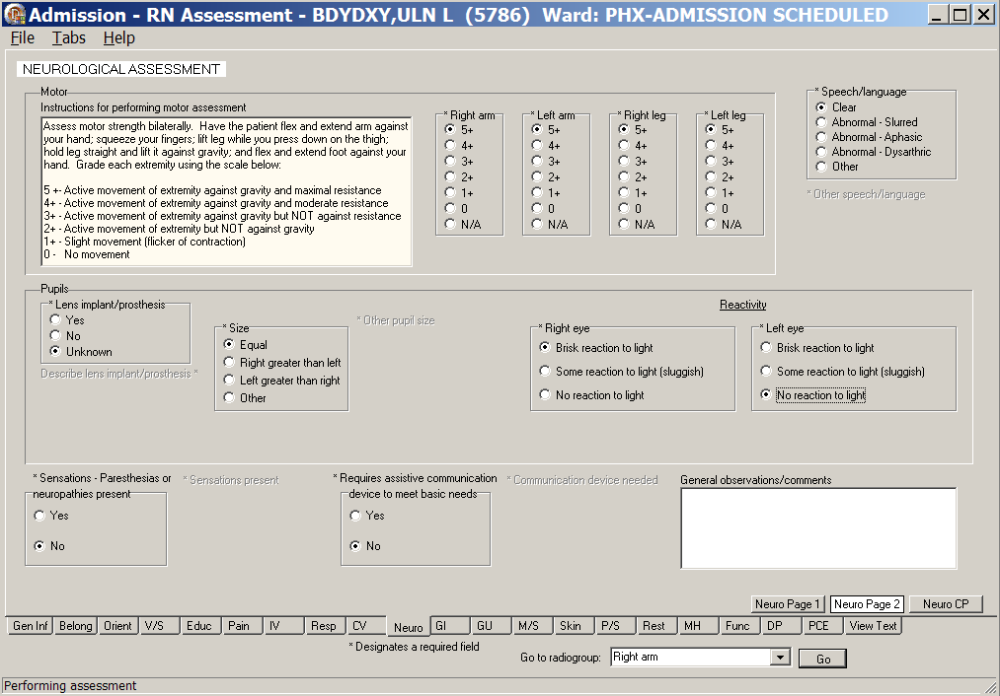 Admission - RN Assessment - BDYDXY,ULN L (5786) Ward: PHX-ADMISSION SCHEDULED
File Tabs Help
NEUROLOGICAL ASSESSMENT
Motor
Instructions for performing motor assessment
Assess motor strength bilaterally. Have the patient flex and extend arm against
your hand; squeeze your fingers; lift leg while you press down on the thigh;
hold leg straight and lift it against gravity; and flex and extend foot against your
hand. Grade each extremity using the scale below:
5 +- Active movement of extremity against gravity and maximal resistance
4+ - Active movement of extremity against gravity and moderate resistance
3+ - Active movement of extremity against gravity but NOT against resistance
2+ - Active movement of extremity but NOT against gravity
1+ - Slight movement (flicker of contraction)
0 - No movement
* Right arm
5+
4+
3+
2+
1+
0
N/A
* Left arm
5+
4+
3+
2+
1+
0
N/A
* Right leg
5+
4+
3+
2+
1+
0
N/A
* Left leg
5+
4+
3+
2+
1+
0
N/A
* Speech/language
Clear
Abnormal - Slurred
Abnormal - Aphasic
Abnormal - Dysarthric
Other
* Other speech/language
Pupils
* Lens implant/prosthesis
Yes
No
Unknown
Describe lens implant/prosthesis *
* Size
Equal
Right greater than left
Left greater than right
Other
* Other pupil size
Reactivity
* Right eye
Brisk reaction to light
Some reaction to light (sluggish)
No reaction to light
* Left eye
Brisk reaction to light
Some reaction to light (sluggish)
No reaction to light
* Sensations - Paresthesias or
neuropathies present
Yes
No
* Sensations present
* Requires assistive communication
device to meet basic needs
Yes
No
* Communication device needed
General observations/comments
Neuro Page 1 Neuro Page 2 Neuro CP
Gen Inf Belong Orient V/S Educ Pain IV Resp CV Neuro GI GU M/S Skin P/S Rest MH Func DP PCE View Text
* Designates a required field
Go to radiogroup: Right arm Go
Performing assessment